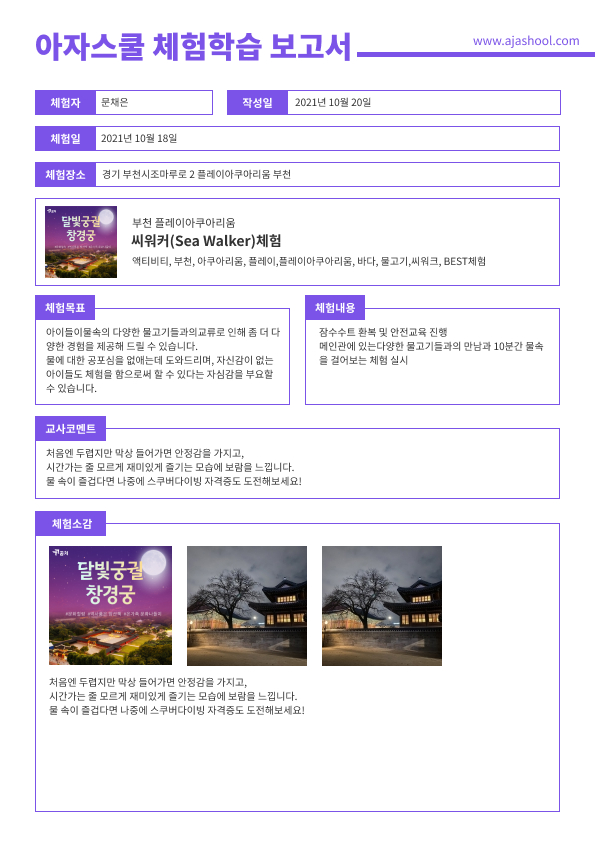 아자스쿨 체험학습 보고서
www.ajashool.com
체험자 문채은
작성일 2021년 10월 20일
체험일 2021년 10월 18일
체험장소 경기 부천시조마루로 2 플레이아쿠아리움 부천
달빛궁궐
창경궁
부천 플레이아쿠아리움
씨워커(Sea Walker)체험
액티비티, 부천, 아쿠아리움, 플레이,플레이아쿠아리움, 바다, 물고기,씨워크, BEST체험
체험목표
아이들이물속의 다양한 물고기들과의교류로 인해 좀 더 다
양한 경험을 제공해 드릴 수 있습니다.
물에 대한 공포심을 없애는데 도와드리며, 자신감이 없는
아이들도 체험을 함으로써 할 수 있다는 자심감을 부요할
수 있습니다.
체험내용
잠수수트 환복 및 안전교육 진행
메인관에 있는다양한 물고기들과의 만남과 10분간 물속
을 걸어보는 체험 실시
교사코멘트
처음엔 두렵지만 막상 들어가면 안정감을 가지고,
시간가는 줄 모르게 재미있게 즐기는 모습에 보람을 느낍니다.
물 속이 즐겁다면 나중에 스쿠버다이빙 자격증도 도전해보세요!
체험소감
달빛궁궐
창경궁
처음엔 두렵지만 막상 들어가면 안정감을 가지고,
시간가는 줄 모르게 재미있게 즐기는 모습에 보람을 느낍니다.
물 속이 즐겁다면 나중에 스쿠버다이빙 자격증도 도전해보세요!